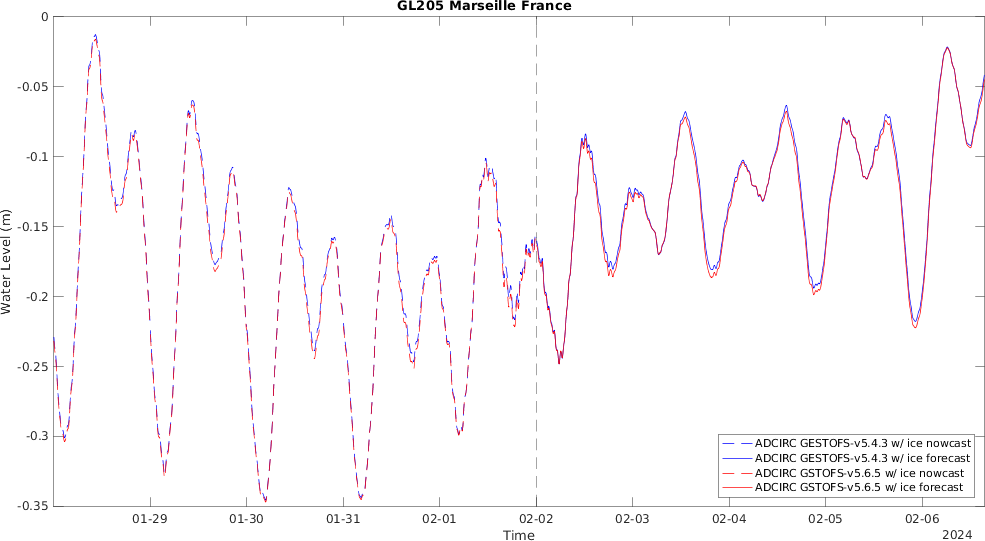 GL205 Marseille France
0
-0.05
-0.1
-0.15
-0.2
-0.25
-0.3
-0.35
Water Level (m)
01-29 01-30 01-31 02-01 02-02 02-03 02-04 02-05 02-06
Time
2024
ADCIRC GESTOFS-v5.4.3 w/ ice nowcast
ADCIRC GESTOFS-v5.4.3 w/ ice forecast
ADCIRC GSTOFS-v5.6.5 w/ ice nowcast
ADCIRC GSTOFS-v5.6.5 w/ ice forecast